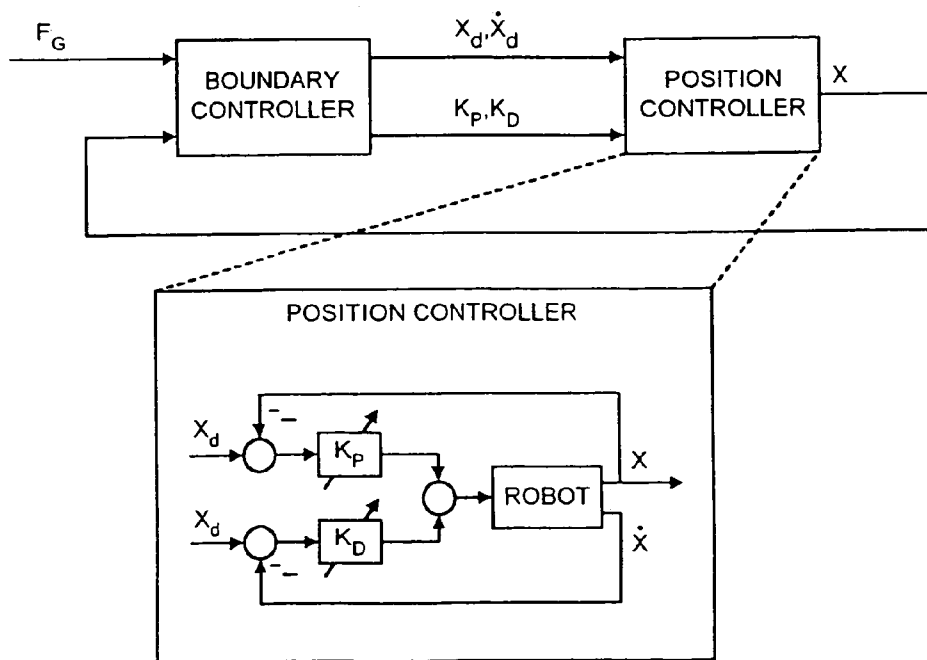 F_G
BOUNDARY
CONTROLLER
X_d,Ẋ_d
K_P,K_D
POSITION
CONTROLLER
X
POSITION CONTROLLER
X_d
K_P
X_d
K_D
ROBOT
X
Ẋ